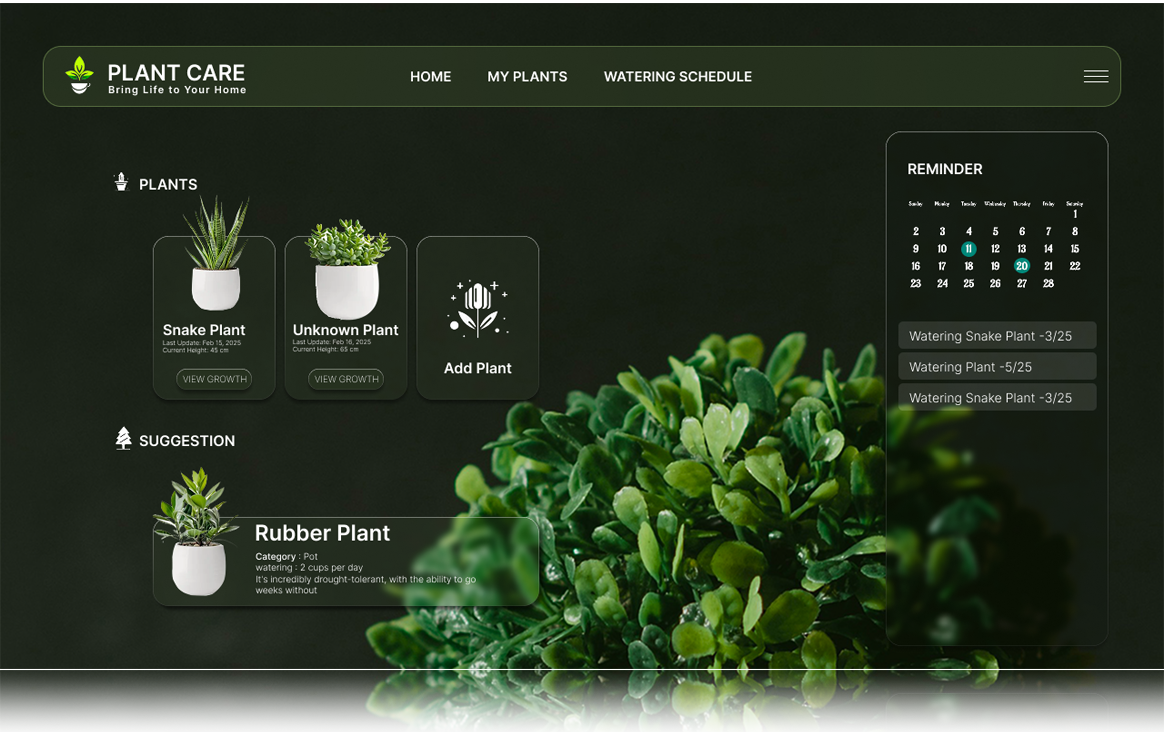 PLANT CARE
Bring Life to Your Home
HOME
MY PLANTS
WATERING SCHEDULE
PLANTS
Snake Plant
Last Update: Feb 15, 2025
Current Height: 45 cm
VIEW GROWTH
Unknown Plant
Last Update: Feb 16, 2025
Current Height: 65 cm
VIEW GROWTH
Add Plant
SUGGESTION
Rubber Plant
Category : Pot
watering : 2 cups per day
It's incredibly drought-tolerant, with the ability to go
weeks without
REMINDER
Sunday Monday Tuesday Wednesday Thursday Friday Saturday
1
2 3 4 5 6 7 8
9 10 11 12 13 14 15
16 17 18 19 20 21 22
23 24 25 26 27 28
Watering Snake Plant -3/25
Watering Plant -5/25
Watering Snake Plant -3/25